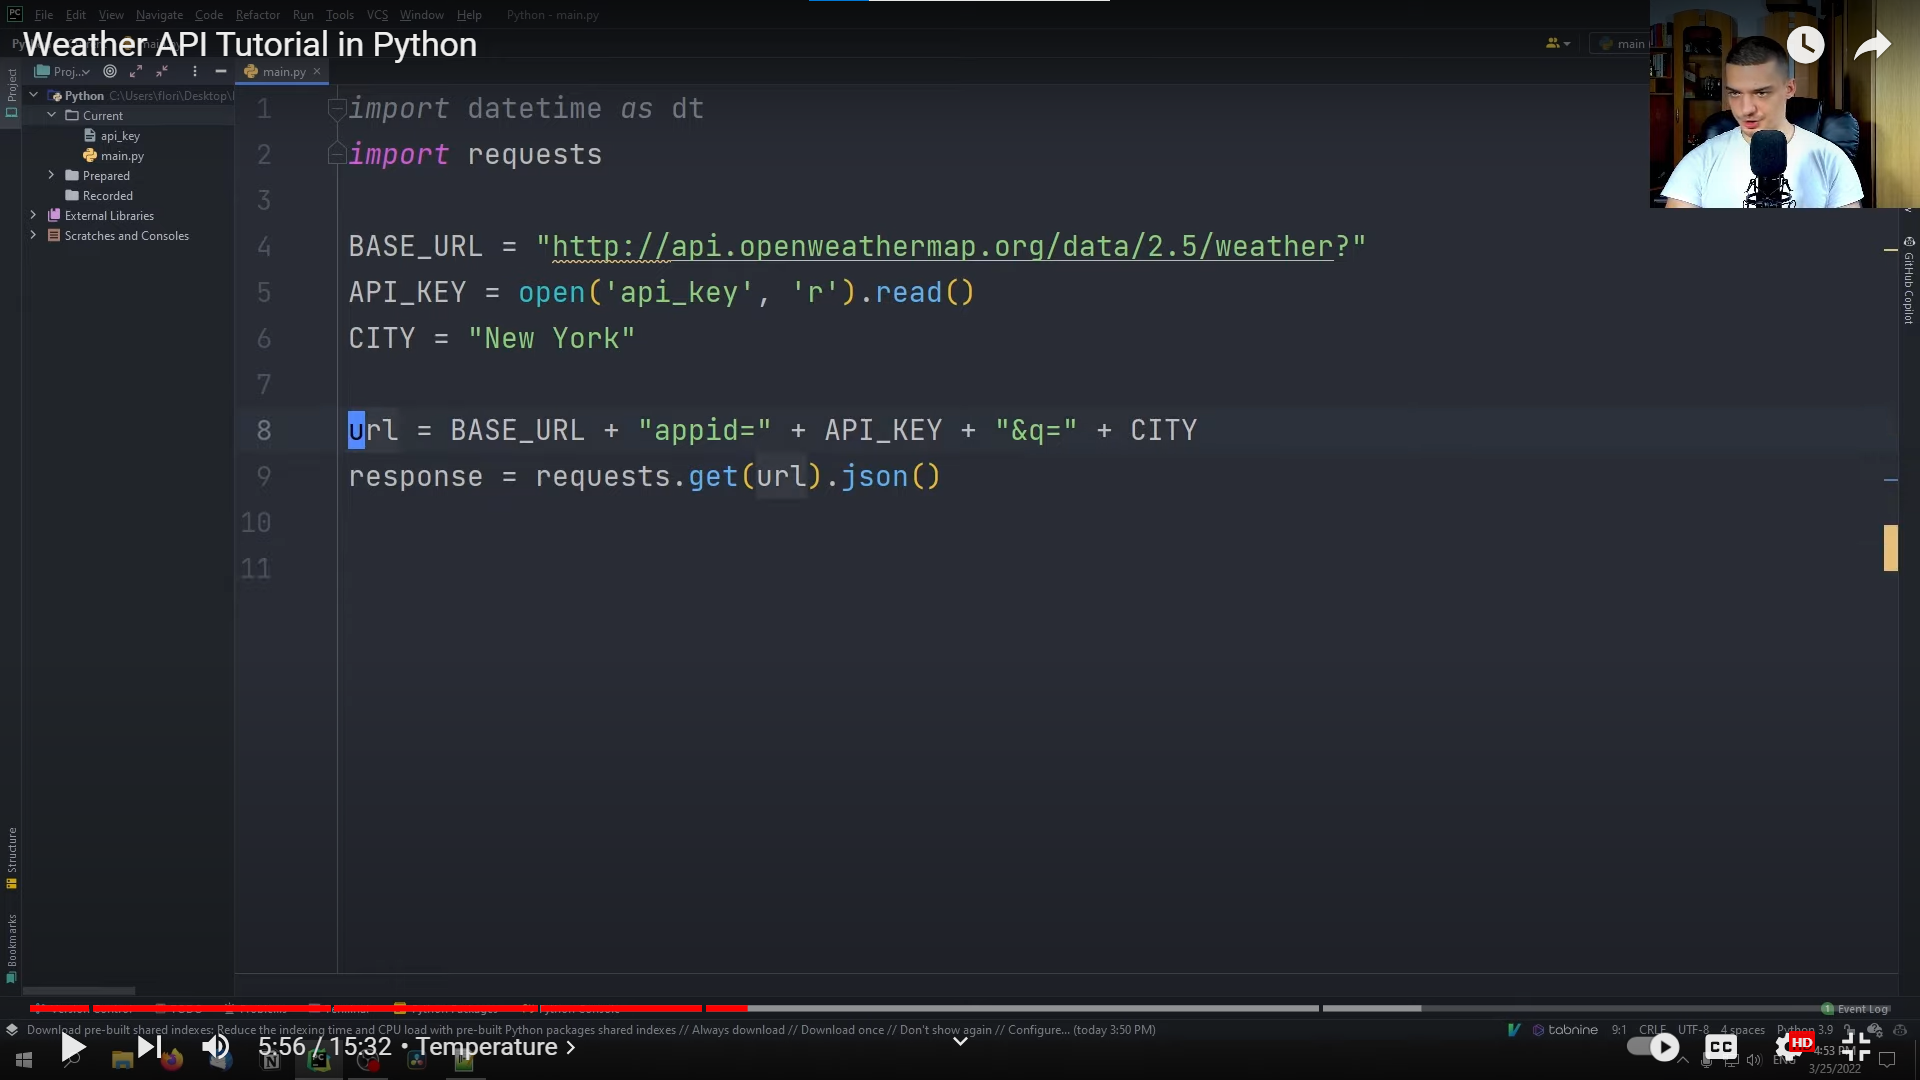 File Edit View Navigate Code Refactor Run Tools VCS Window Help Python - main.py
Weather API Tutorial in Python
main
Project
Proj...
main.py
Python C:\Users\flori\Desktop\
Current
api_key
main.py
Prepared
Recorded
External Libraries
Scratches and Consoles
1 import datetime as dt
2 import requests
3
4 BASE_URL = "http://api.openweathermap.org/data/2.5/weather?"
5 API_KEY = open('api_key', 'r').read()
6 CITY = "New York"
7
8 url = BASE_URL + "appid=" + API_KEY + "&q=" + CITY
9 response = requests.get(url).json()
10
11
GitHub Copilot
Structure
Bookmarks
Event Log
Download pre-built shared indexes: Reduce the indexing time and CPU load with pre-built Python packages shared indexes // Always download // Download once // Don't show again // Configure... (today 3:50 PM)
tabnine 9:1 CRLF UTF-8 4 spaces Python 3.9
5:56 / 15:32 • Temperature
CC
HD
4:53 PM
3/25/2022